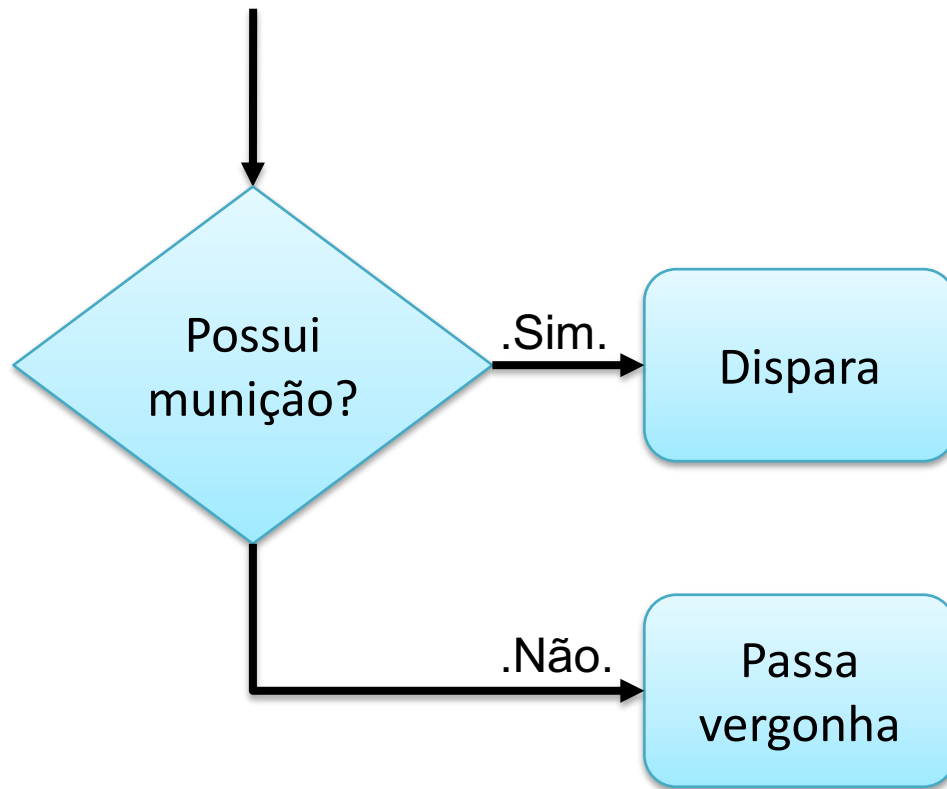 Possui
munição?
.Sim.
Dispara
.Não.
Passa
vergonha